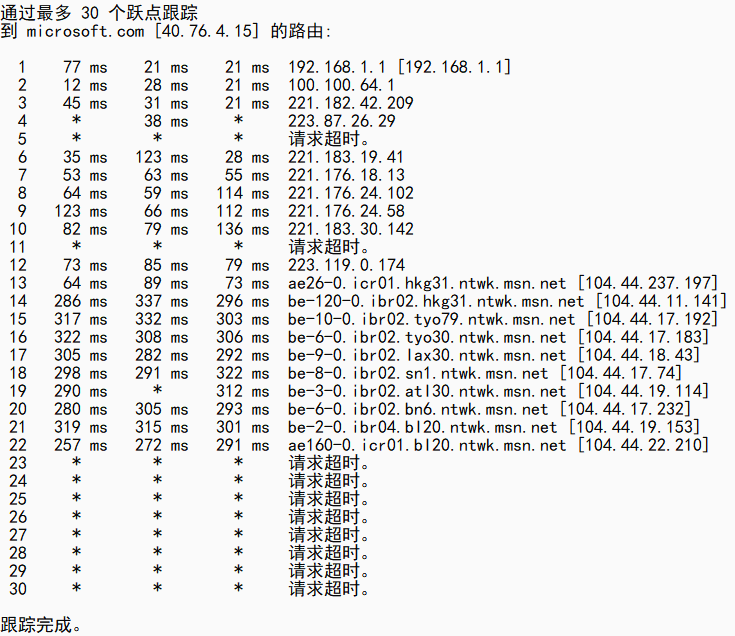 通过最多 30 个跃点跟踪
到 microsoft.com [40.76.4.15] 的路由:
1 77 ms 21 ms 21 ms 192.168.1.1 [192.168.1.1]
2 12 ms 28 ms 21 ms 100.100.64.1
3 45 ms 31 ms 21 ms 221.182.42.209
4 * 38 ms * 223.87.26.29
5 * * * 请求超时。
6 35 ms 123 ms 28 ms 221.183.19.41
7 53 ms 63 ms 55 ms 221.176.18.13
8 64 ms 59 ms 114 ms 221.176.24.102
9 123 ms 66 ms 112 ms 221.176.24.58
10 82 ms 79 ms 136 ms 221.183.30.142
11 * * * 请求超时。
12 73 ms 85 ms 79 ms 223.119.0.174
13 64 ms 89 ms 73 ms ae26-0.icr01.hkg31.ntwk.msn.net [104.44.237.197]
14 286 ms 337 ms 296 ms be-120-0.ibr02.hkg31.ntwk.msn.net [104.44.11.141]
15 317 ms 332 ms 303 ms be-10-0.ibr02.tyo79.ntwk.msn.net [104.44.17.192]
16 322 ms 308 ms 306 ms be-6-0.ibr02.tyo30.ntwk.msn.net [104.44.17.183]
17 305 ms 282 ms 292 ms be-9-0.ibr02.lax30.ntwk.msn.net [104.44.18.43]
18 298 ms 291 ms 322 ms be-8-0.ibr02.sn1.ntwk.msn.net [104.44.17.74]
19 290 ms * 312 ms be-3-0.ibr02.atl30.ntwk.msn.net [104.44.19.114]
20 280 ms 305 ms 293 ms be-6-0.ibr02.bn6.ntwk.msn.net [104.44.17.232]
21 319 ms 315 ms 301 ms be-2-0.ibr04.bl20.ntwk.msn.net [104.44.19.153]
22 257 ms 272 ms 291 ms ae160-0.icr01.bl20.ntwk.msn.net [104.44.22.210]
23 * * * 请求超时。
24 * * * 请求超时。
25 * * * 请求超时。
26 * * * 请求超时。
27 * * * 请求超时。
28 * * * 请求超时。
29 * * * 请求超时。
30 * * * 请求超时。
跟踪完成。